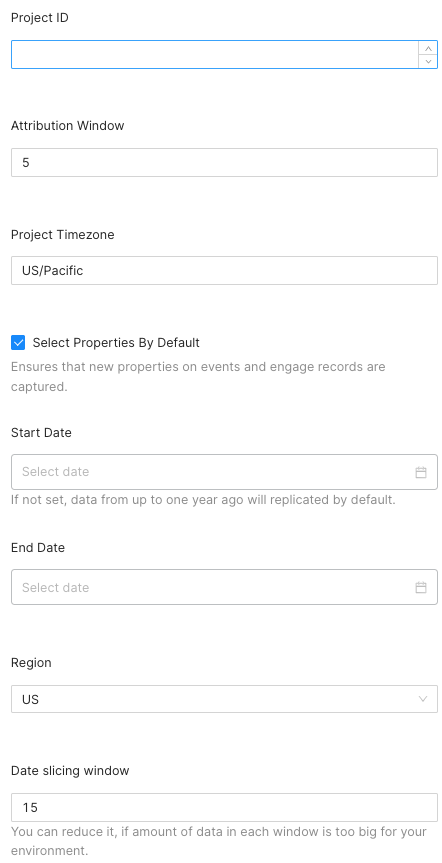 Project ID
Attribution Window
5
Project Timezone
US/Pacific
Select Properties By Default
Ensures that new properties on events and engage records are
captured.
Start Date
Select date
If not set, data from up to one year ago will replicated by default.
End Date
Select date
Region
US
Date slicing window
15
You can reduce it, if amount of data in each window is too big for your
environment.